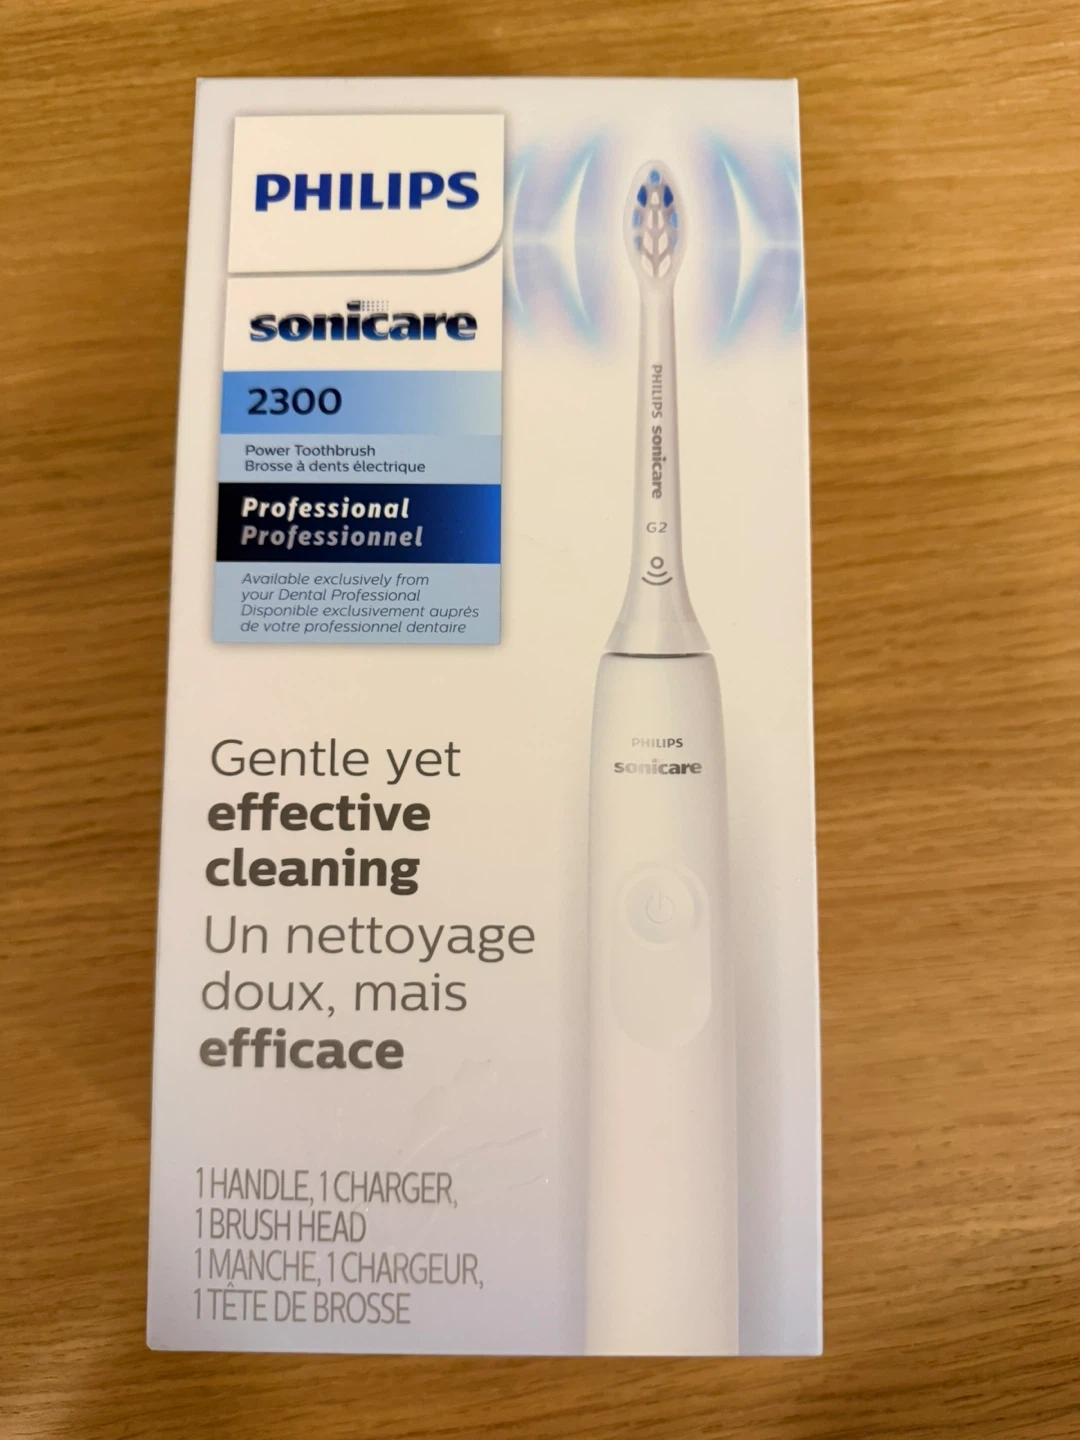 PHILIPS
sonicare
2300
Power Toothbrush
Brosse à dents électrique
Professional
Professionnel
Available exclusively from
your Dental Professional
Disponible exclusivement auprès
de votre professionnel dentaire
PHILIPS sonicare
G2
PHILIPS
sonicare
Gentle yet
effective
cleaning
Un nettoyage
doux, mais
efficace
1 HANDLE, 1 CHARGER,
1 BRUSH HEAD
1 MANCHE, 1 CHARGEUR,
1 TÊTE DE BROSSE